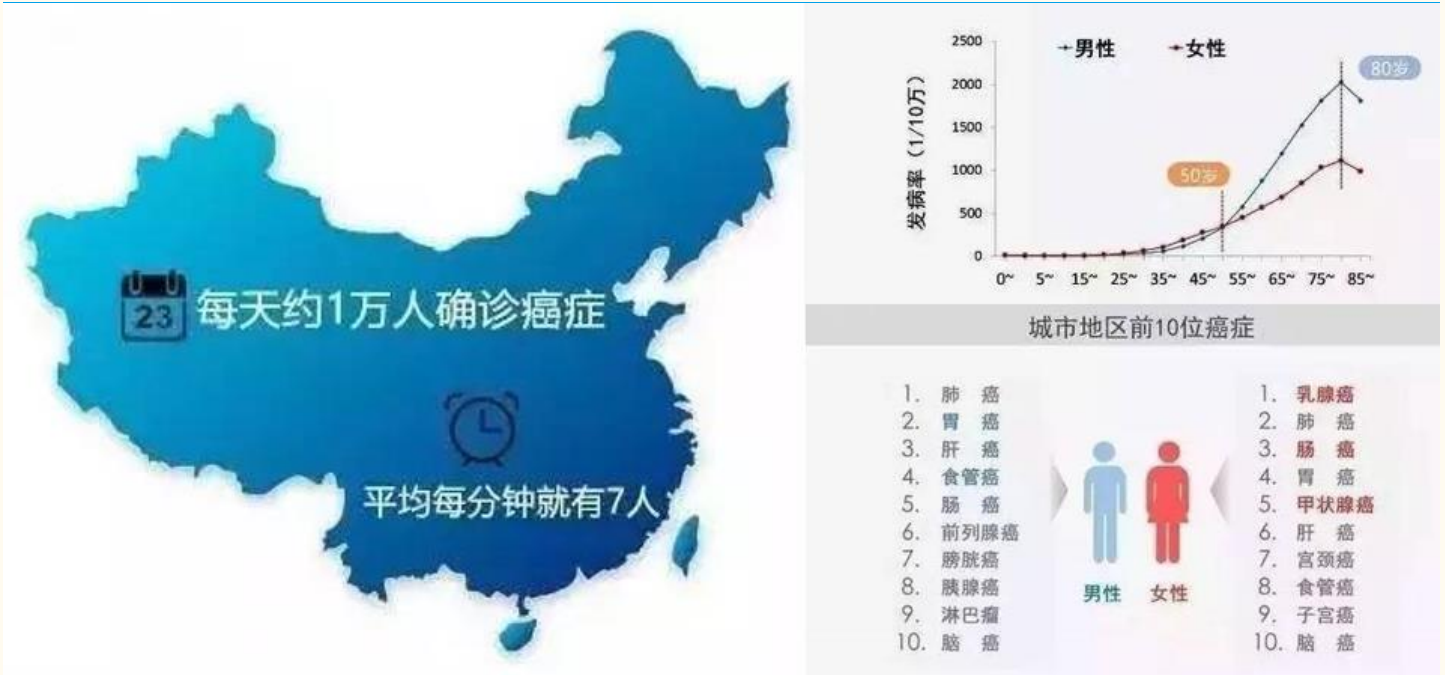 23
每天约1万人确诊癌症
平均每分钟就有7人
男性
女性
80岁
50岁
发病率（1/10万）
2500
2000
1500
1000
500
0
0~ 5~ 15~ 25~ 35~ 45~ 55~ 65~ 75~ 85~
城市地区前10位癌症
1. 肺 癌
2. 胃 癌
3. 肝 癌
4. 食管癌
5. 肠 癌
6. 前列腺癌
7. 膀胱癌
8. 胰腺癌
9. 淋巴瘤
10. 脑 癌
男性
女性
1. 乳腺癌
2. 肺 癌
3. 肠 癌
4. 胃 癌
5. 甲状腺癌
6. 肝 癌
7. 宫颈癌
8. 食管癌
9. 子宫癌
10. 脑 癌